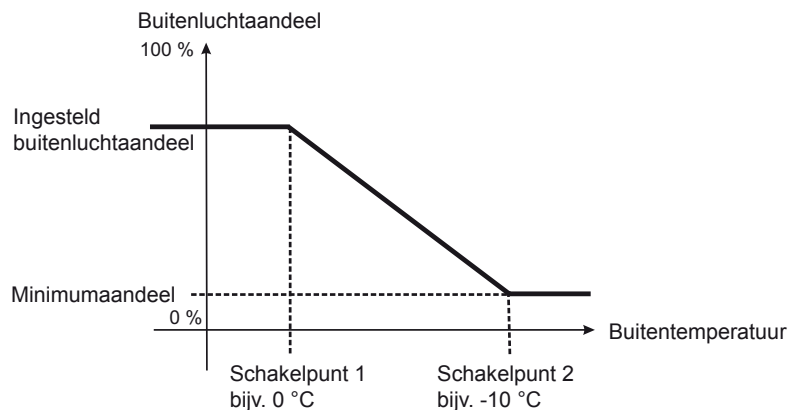 Buitenluchtaandeel
100 %
Ingesteld
buitenluchtaandeel
Minimumaandeel
0 %
Buitentemperatuur
Schakelpunt 1
bijv. 0 °C
Schakelpunt 2
bijv. -10 °C